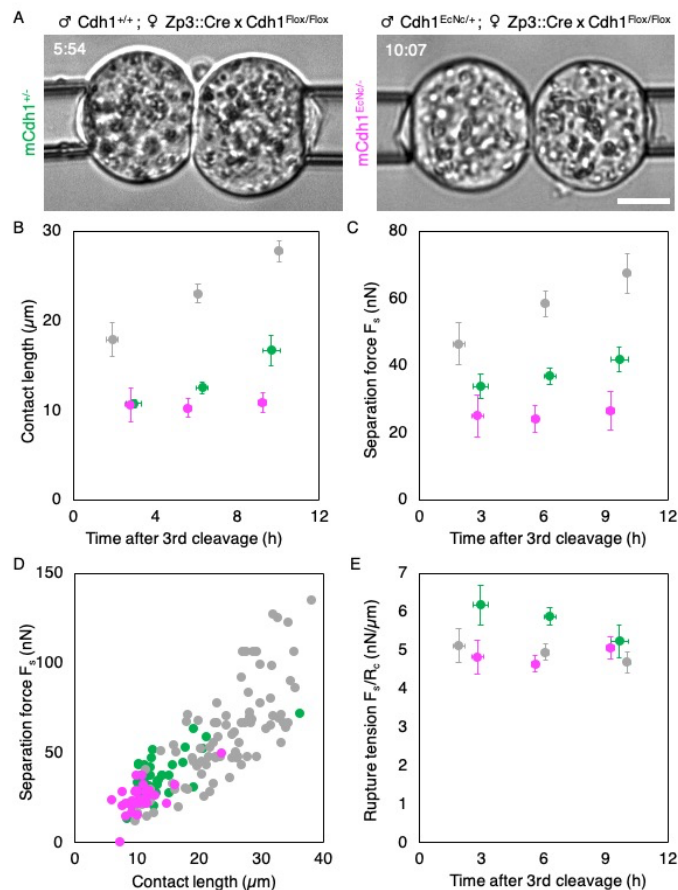 A ♂ Cdh1+/+ ; ♀ Zp3::Cre x Cdh1Flox/Flox ♂ Cdh1EcNc/+ ; ♀ Zp3::Cre x Cdh1Flox/Flox
mCdh1+/-
5:54
mCdh1EcNc/-
10:07
B
Contact length (µm)
30
20
10
0
0 4 8 12
Time after 3rd cleavage (h)
C
Separation force Fs (nN)
80
60
40
20
0
0 3 6 9 12
Time after 3rd cleavage (h)
D
Separation force Fs (nN)
150
100
50
0
0 10 20 30 40
Contact length (µm)
E
Rupture tension Fs/Rc (nN/µm)
7
6
5
4
3
2
1
0
0 3 6 9 12
Time after 3rd cleavage (h)